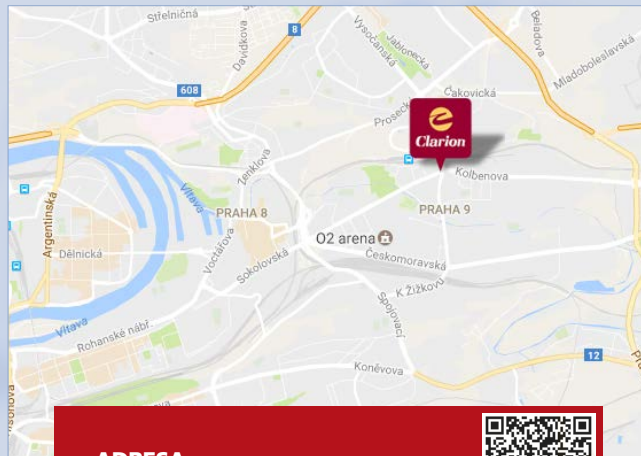 Střelničná
8
Davídkovu
Vysočanská
Jablonecká
Beladova
Mladoboleslavská
608
Čakovická
Prosecká
Clarion
Zenklova
Kolbenova
Vltava
PRAHA 8
PRAHA 9
Argentinská
O2 arena
Dělnická
Voctářova
Sokolovská
Českomoravská
K Žižkovu
Spojovací
Vltava
Rohanské nábř.
12
Koněvova
ADRESA